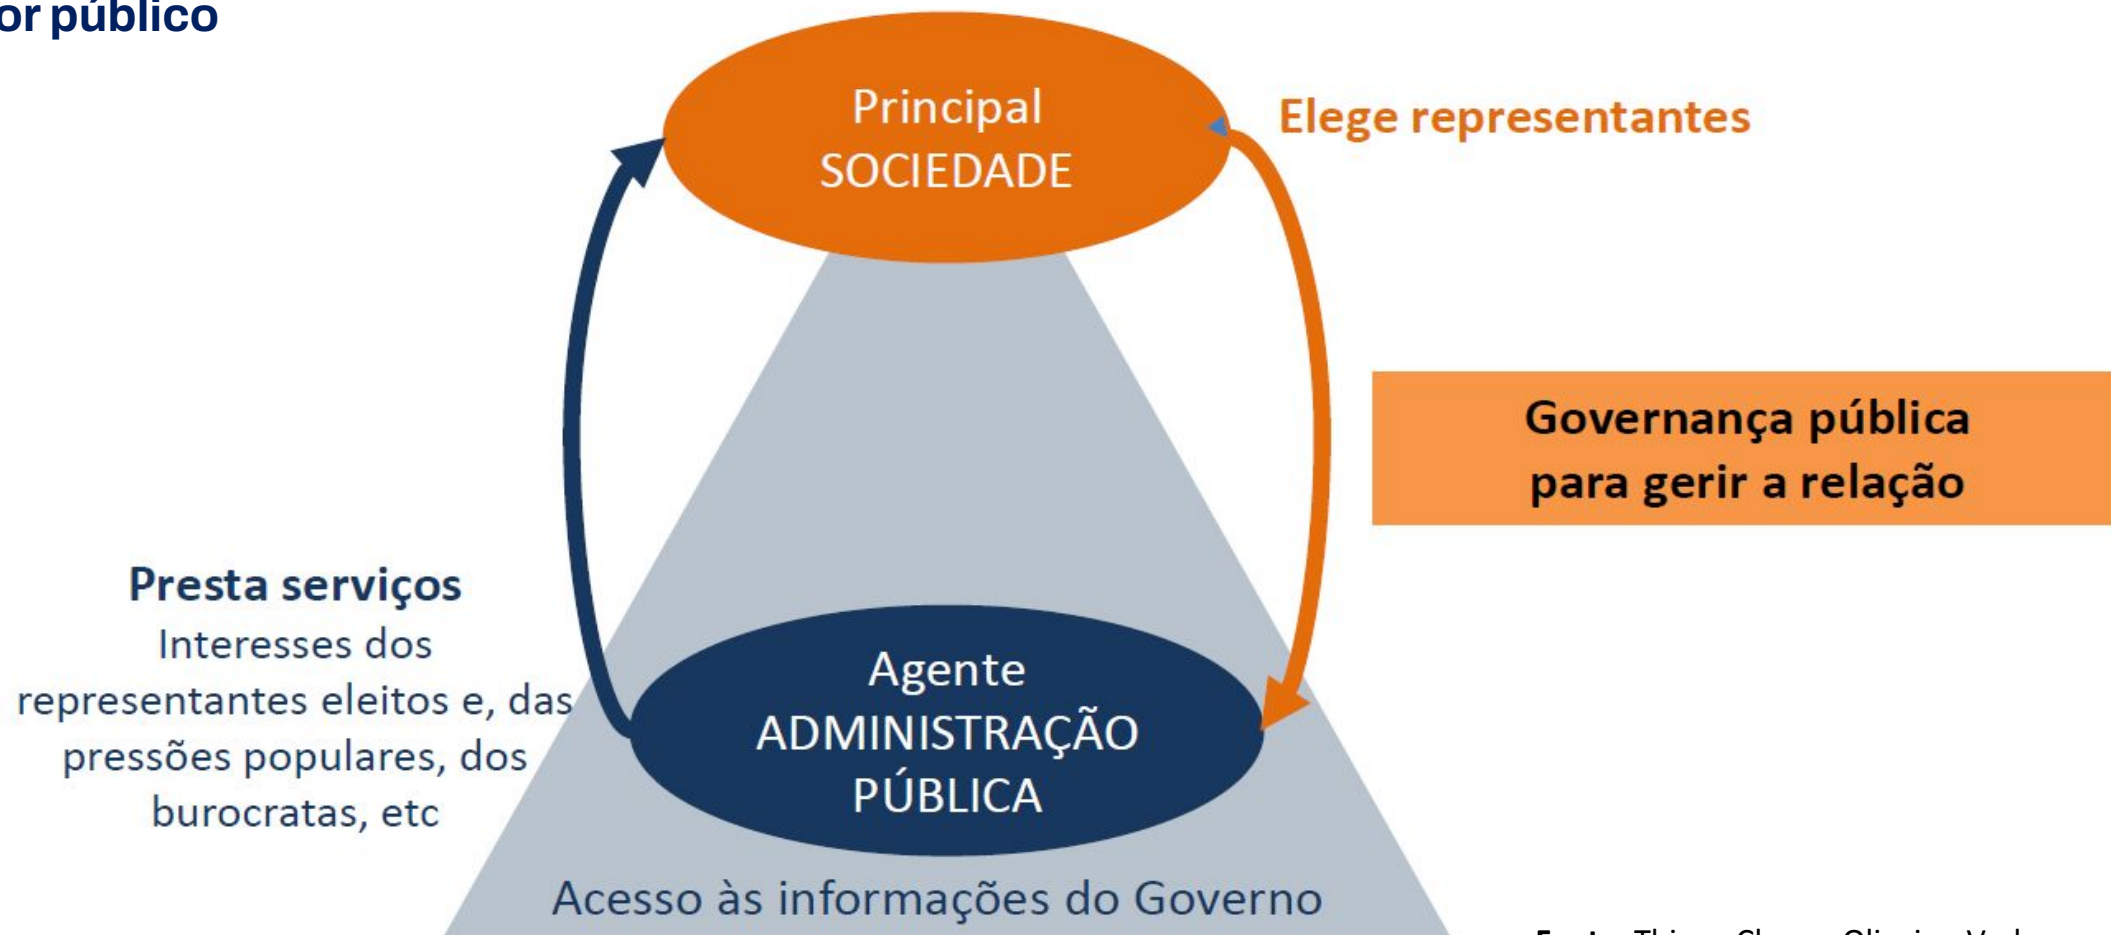 or público
Principal
SOCIEDADE
Elege representantes
Governança pública
para gerir a relação
Presta serviços
Interesses dos
representantes eleitos e, das
pressões populares, dos
burocratas, etc
Agente
ADMINISTRAÇÃO
PÚBLICA
Acesso às informações do Governo